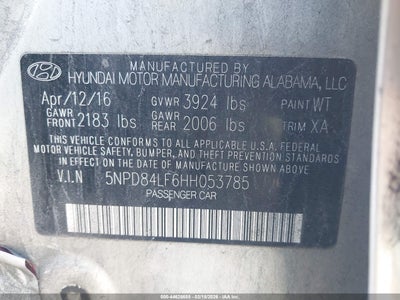 MANUFACTURED BY
HYUNDAI MOTOR MANUFACTURING ALABAMA, LLC
Apr/12/16 GVWR 3924 lbs PAINT WT
GAWR FRONT 2183 lbs GAWR REAR 2006 lbs TRIM XA
THIS VEHICLE CONFORMS TO ALL APPLICABLE U.S.A. FEDERAL
MOTOR VEHICLE SAFETY, BUMPER, AND THEFT PREVENTION
STANDARDS IN EFFECT ON THE DATE OF MANUFACTURE SHOWN ABOVE.
V.I.N 5NPD84LF6HH053785
PASSENGER CAR